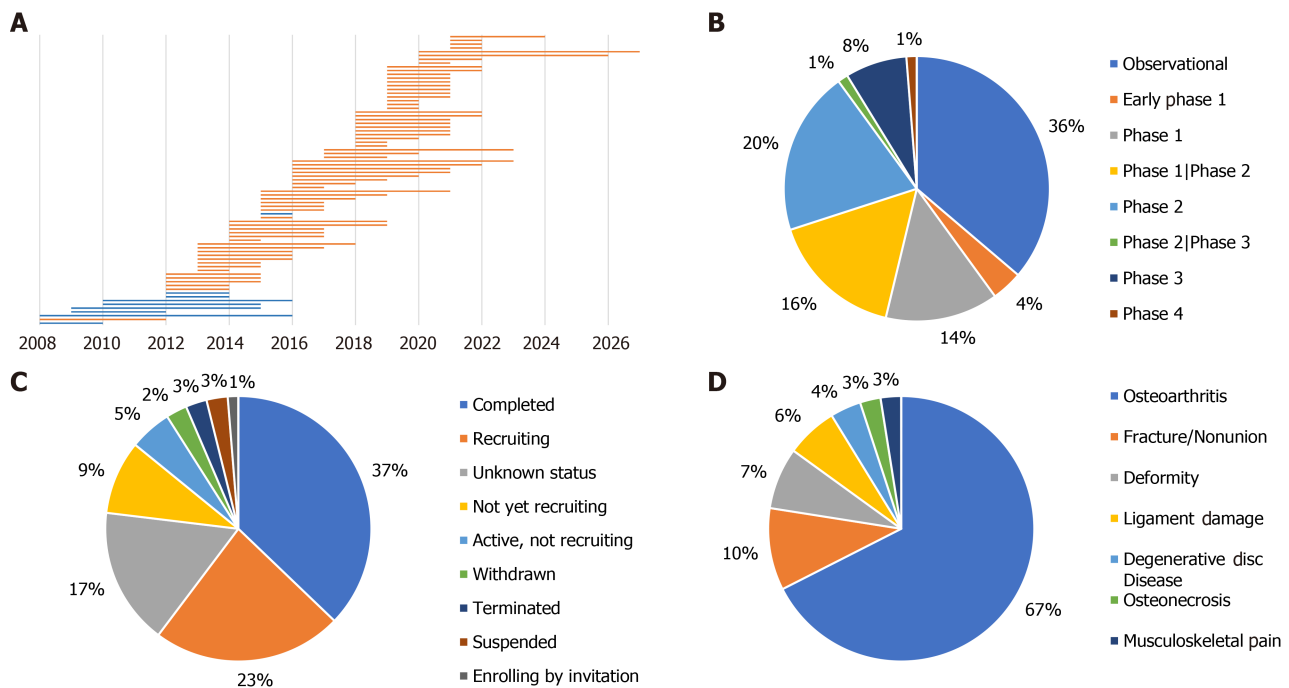 A
2008 2010 2012 2014 2016 2018 2020 2022 2024 2026
B
1%
8%
1%
20%
36%
16%
4%
14%
Observational
Early phase 1
Phase 1
Phase 1|Phase 2
Phase 2
Phase 2|Phase 3
Phase 3
Phase 4
C
3% 3% 1%
2%
5%
9%
37%
17%
23%
Completed
Recruiting
Unknown status
Not yet recruiting
Active, not recruiting
Withdrawn
Terminated
Suspended
Enrolling by invitation
D
4% 3% 3%
6%
7%
10%
67%
Osteoarthritis
Fracture/Nonunion
Deformity
Ligament damage
Degenerative disc
Disease
Osteonecrosis
Musculoskeletal pain